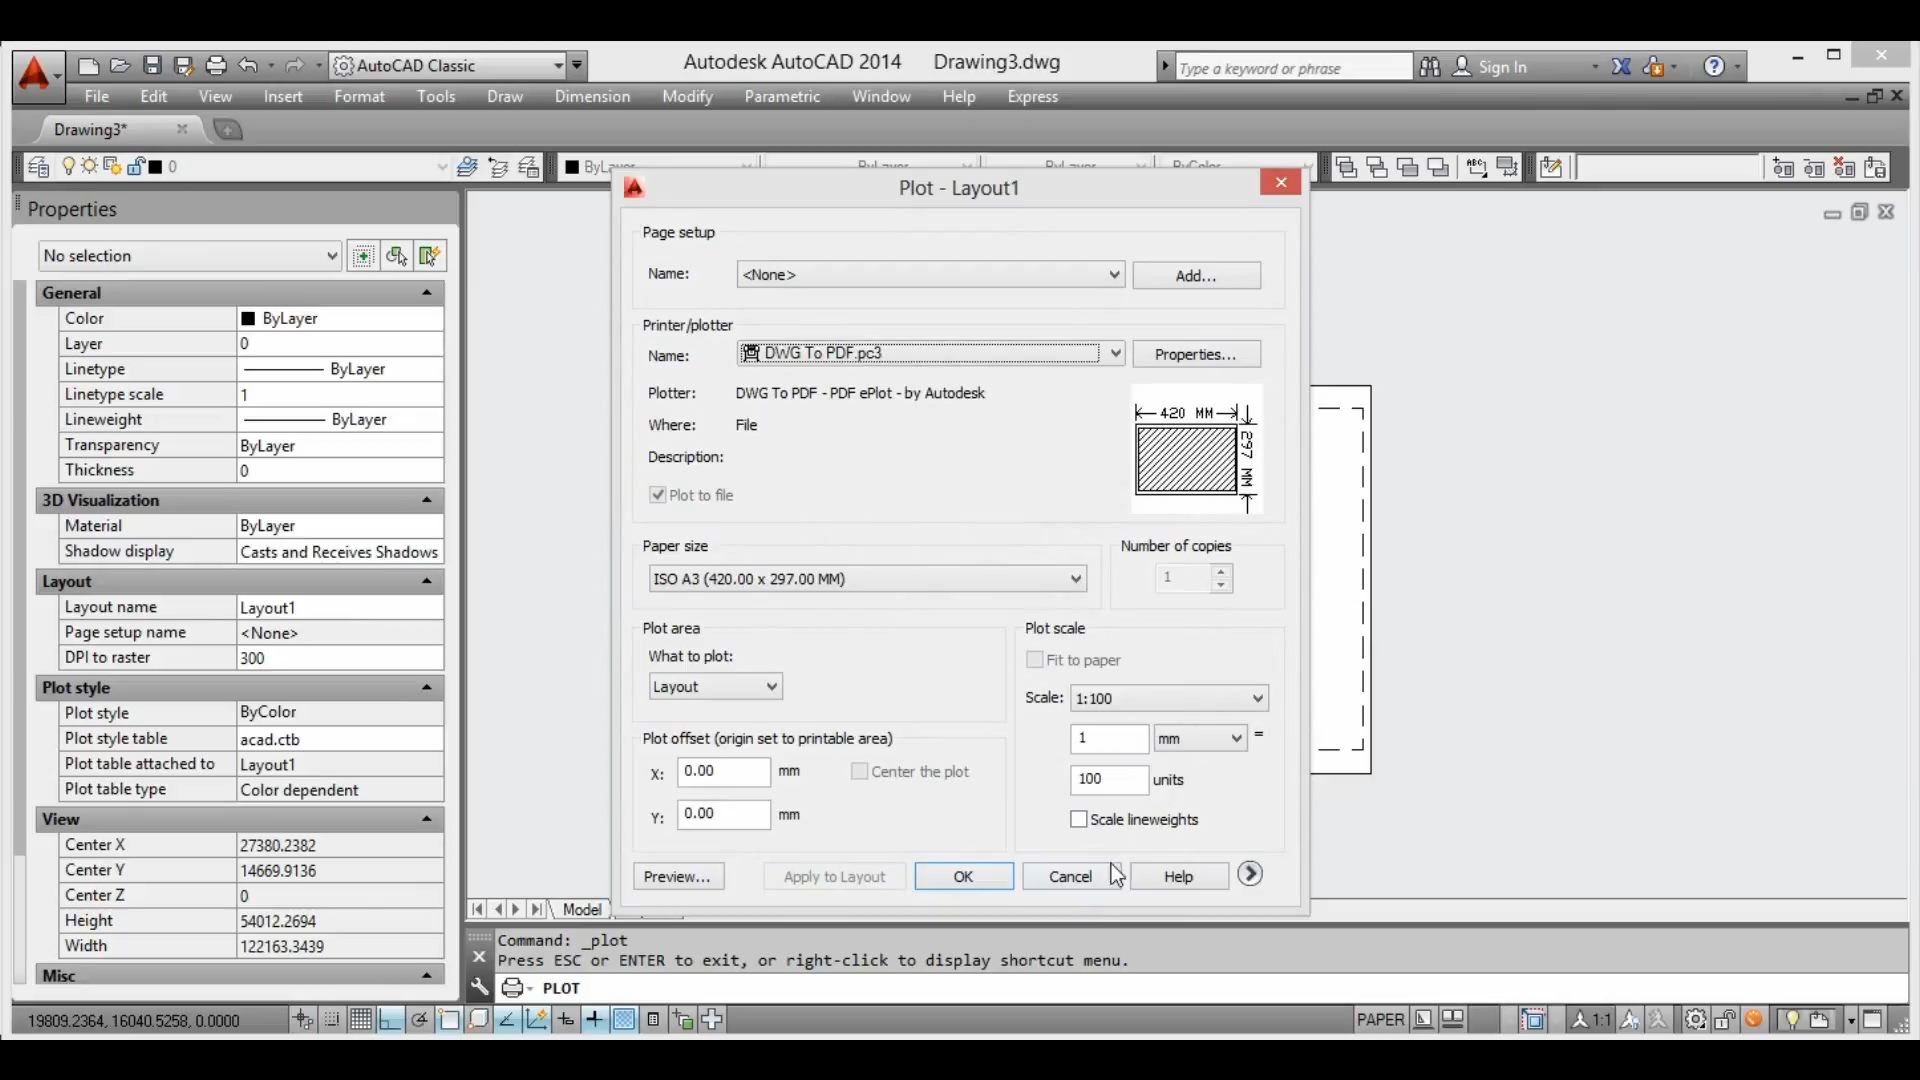 AutoCAD Classic
Autodesk AutoCAD 2014 Drawing3.dwg
Type a keyword or phrase
Sign In
File Edit View Insert Format Tools Draw Dimension Modify Parametric Window Help Express
Drawing3*
0
Properties
No selection
General
Color ByLayer
Layer 0
Linetype ByLayer
Linetype scale 1
Lineweight ByLayer
Transparency ByLayer
Thickness 0
3D Visualization
Material ByLayer
Shadow display Casts and Receives Shadows
Layout
Layout name Layout1
Page setup name <None>
DPI to raster 300
Plot style
Plot style ByColor
Plot style table acad.ctb
Plot table attached to Layout1
Plot table type Color dependent
View
Center X 27380.2382
Center Y 14669.9136
Center Z 0
Height 54012.2694
Width 122163.3439
Misc
Plot - Layout1
Page setup
Name: <None> Add...
Printer/plotter
Name: DWG To PDF.pc3 Properties...
Plotter: DWG To PDF - PDF ePlot - by Autodesk
Where: File
Description:
Plot to file
420 MM
297 MM
Paper size
ISO A3 (420.00 x 297.00 MM)
Number of copies
1
Plot area
What to plot:
Layout
Plot scale
Fit to paper
Scale: 1:100
1 mm =
100 units
Scale lineweights
Plot offset (origin set to printable area)
X: 0.00 mm Center the plot
Y: 0.00 mm
Preview... Apply to Layout OK Cancel Help
Model
Command: _plot
Press ESC or ENTER to exit, or right-click to display shortcut menu.
PLOT
19809.2364, 16040.5258, 0.0000
PAPER
1:1